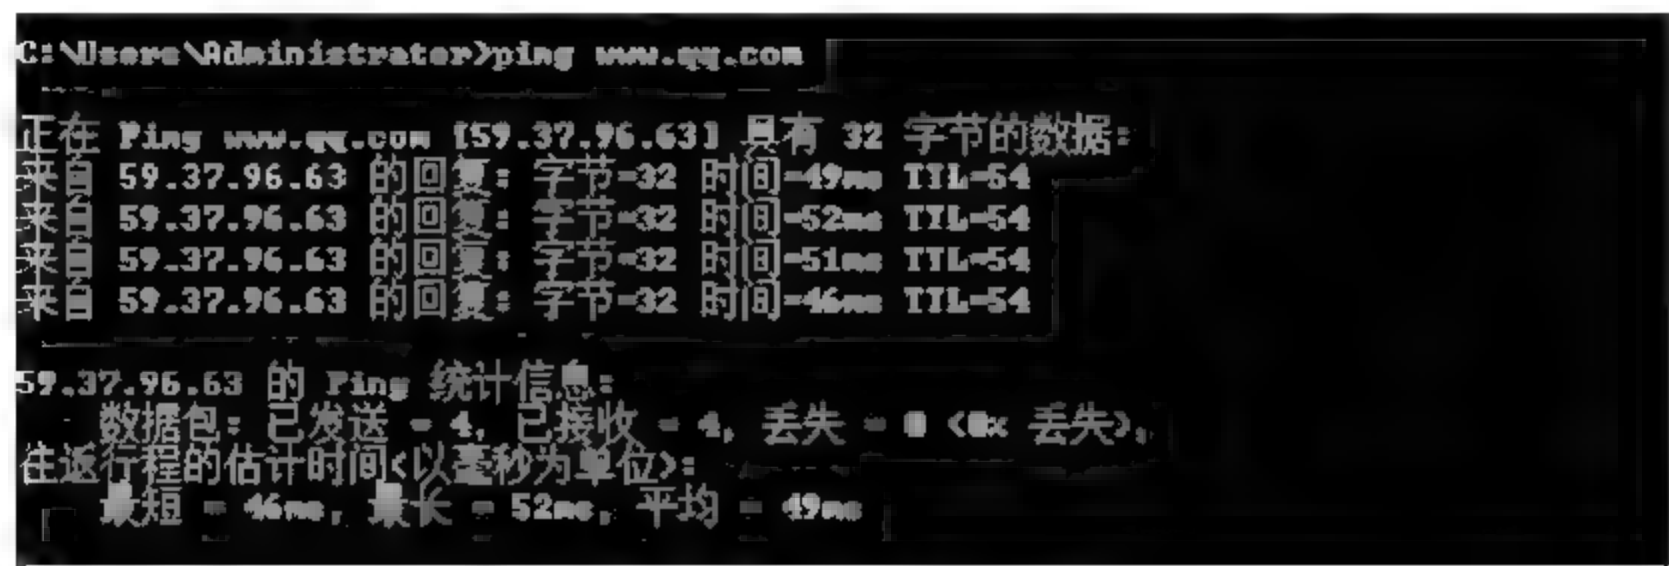 C:\Users\Administrator>ping www.qq.com
正在 Ping www.qq.com [59.37.96.63] 具有 32 字节的数据:
来自 59.37.96.63 的回复: 字节=32 时间=49ms TTL=54
来自 59.37.96.63 的回复: 字节=32 时间=52ms TTL=54
来自 59.37.96.63 的回复: 字节=32 时间=51ms TTL=54
来自 59.37.96.63 的回复: 字节=32 时间=46ms TTL=54
59.37.96.63 的 Ping 统计信息:
数据包: 已发送 = 4, 已接收 = 4, 丢失 = 0 (0% 丢失),
往返行程的估计时间(以毫秒为单位):
最短 = 46ms, 最长 = 52ms, 平均 = 49ms